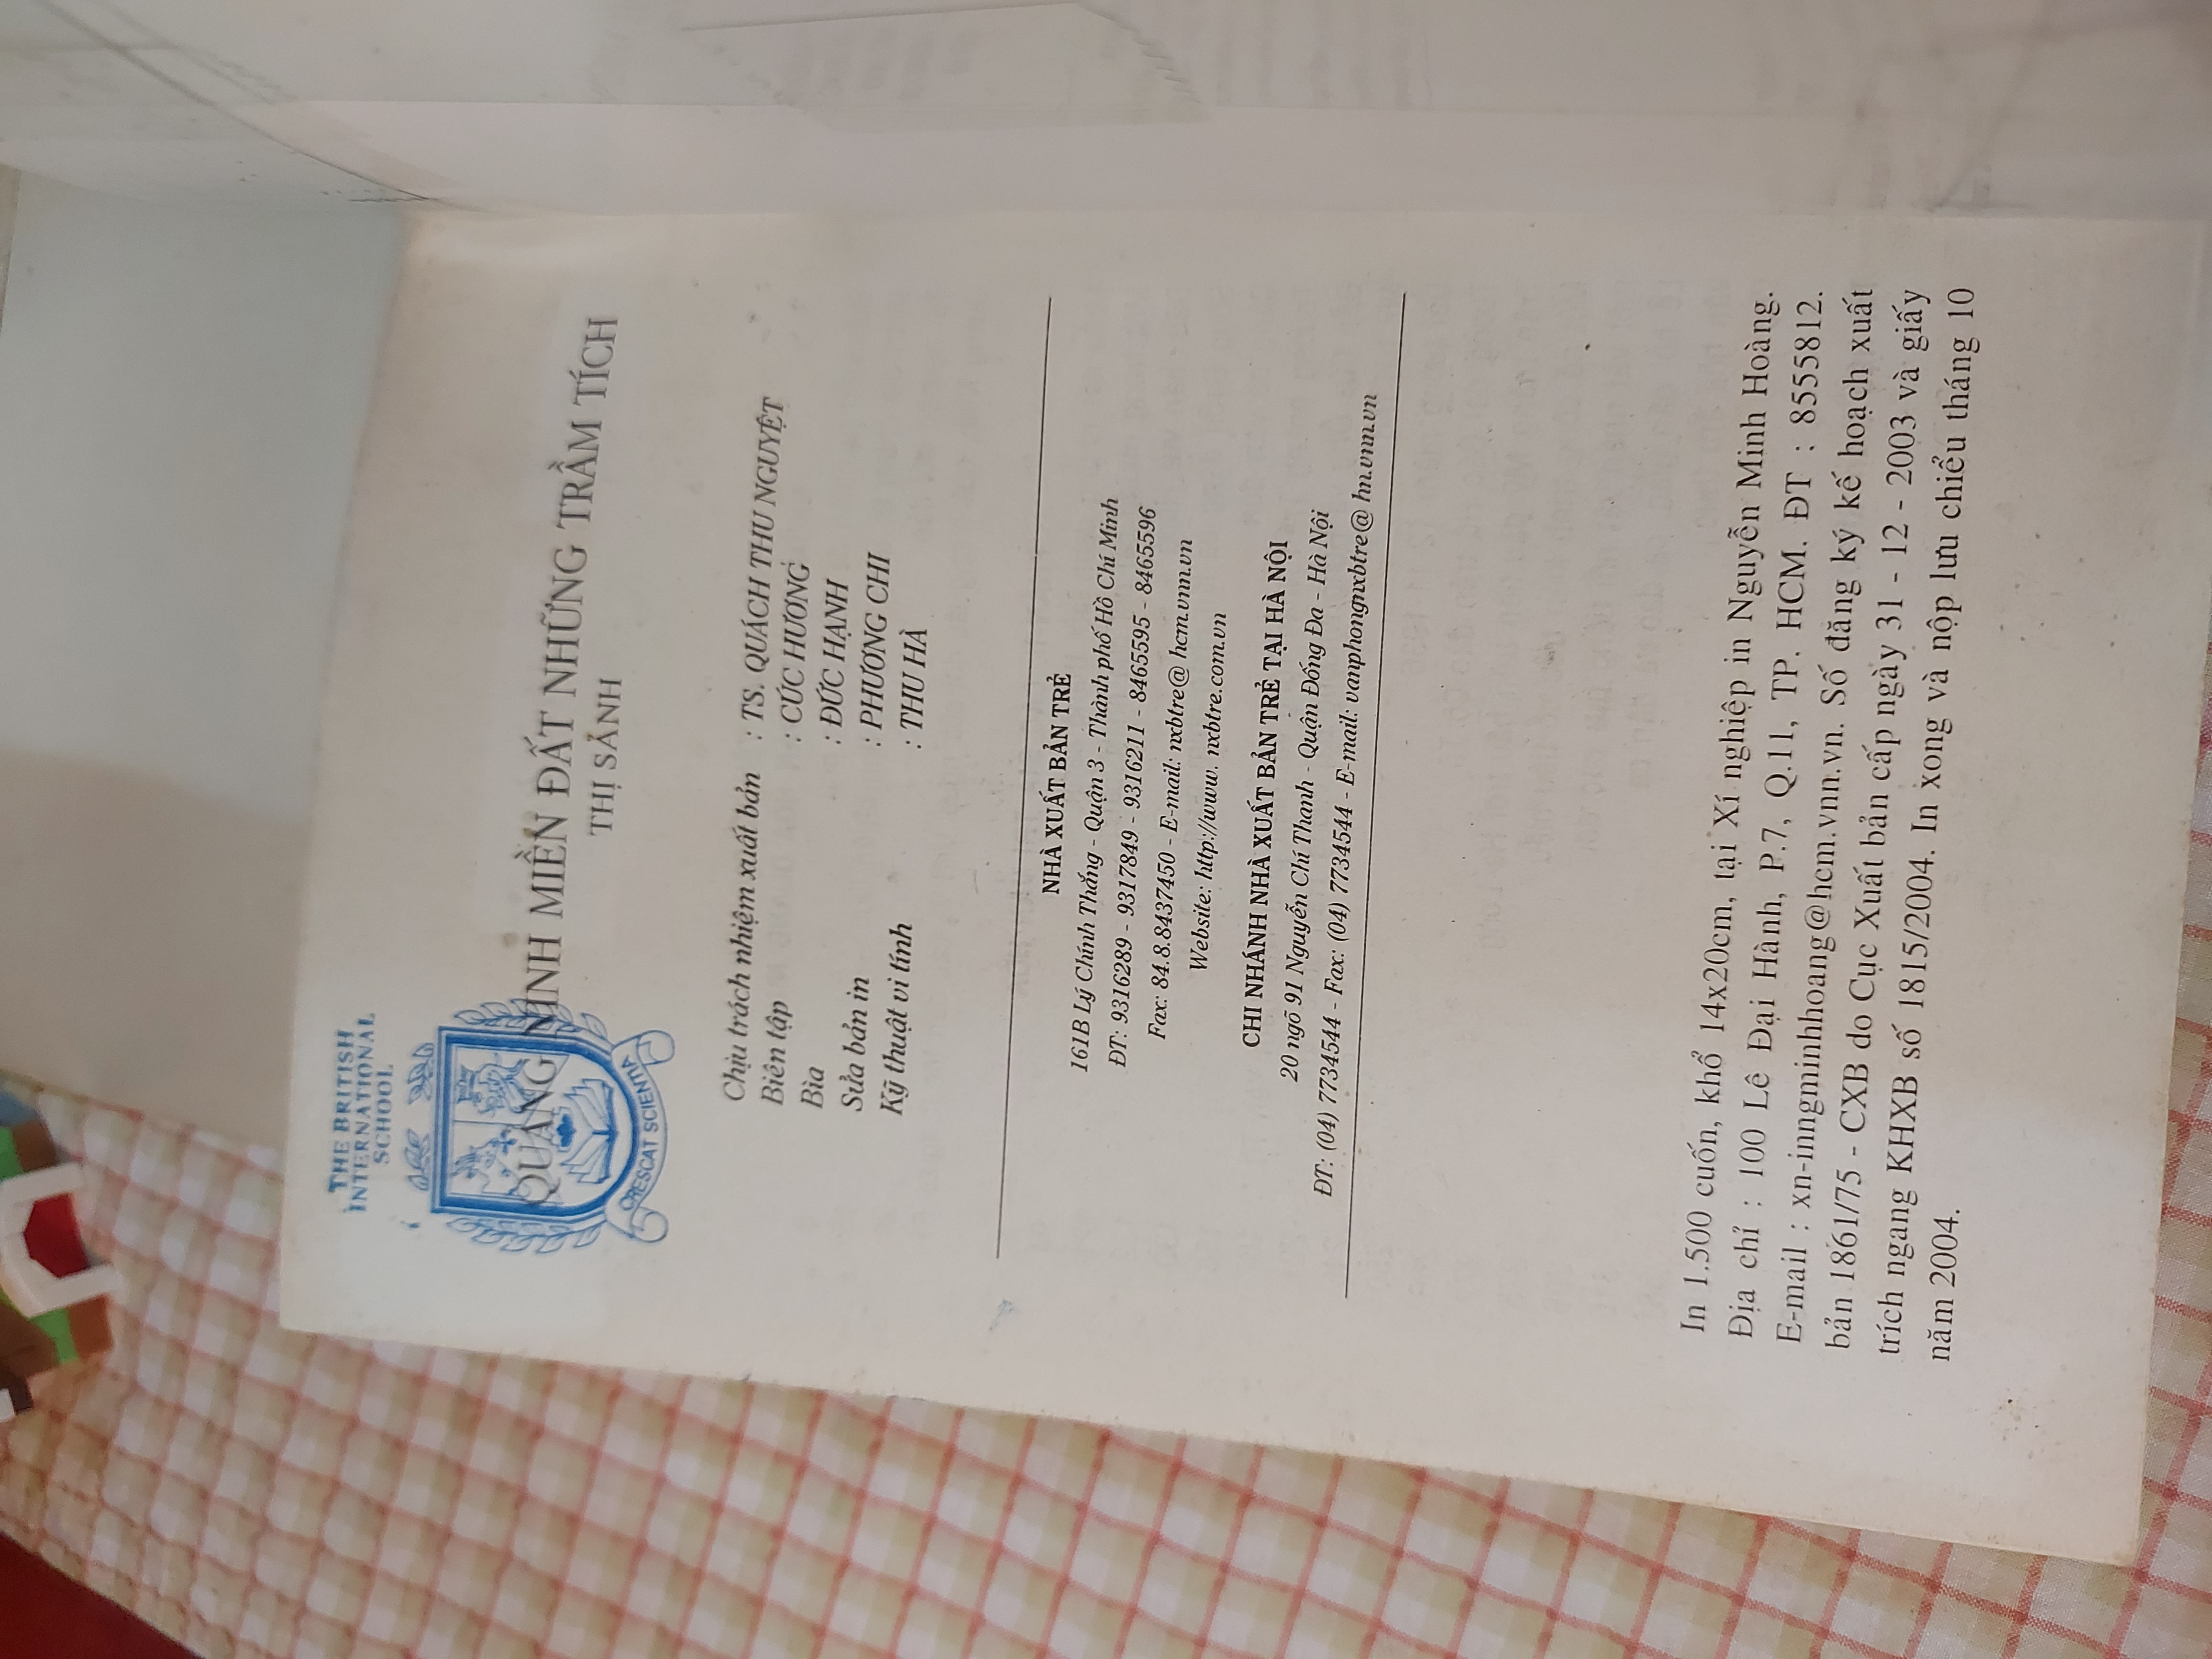 THE BRITISH
INTERNATIONAL
SCHOOL
CRESCAT SCIENTIA
QUẢNG NINH MIỀN ĐẤT NHỮNG TRẦM TÍCH
THỊ SẢNH
Chịu trách nhiệm xuất bản : TS. QUÁCH THU NGUYỆT
Biên tập : CÚC HƯƠNG
Bìa : ĐỨC HẠNH
Sửa bản in : PHƯƠNG CHI
Kỹ thuật vi tính : THU HÀ
NHÀ XUẤT BẢN TRẺ
161B Lý Chính Thắng - Quận 3 - Thành phố Hồ Chí Minh
ĐT: 9316289 - 9317849 - 9316211 - 8465595 - 8465596
Fax: 84.8.8437450 - E-mail: nxbtre@ hcm.vnn.vn
Website: http://www. nxbtre.com.vn
CHI NHÁNH NHÀ XUẤT BẢN TRẺ TẠI HÀ NỘI
20 ngõ 91 Nguyễn Chí Thanh - Quận Đống Đa - Hà Nội
ĐT: (04) 7734544 - Fax: (04) 7734544 - E-mail: vanphongnxbtre@ hn.vnn.vn
In 1.500 cuốn, khổ 14x20cm, tại Xí nghiệp in Nguyễn Minh Hoàng.
Địa chỉ : 100 Lê Đại Hành, P.7, Q.11, TP. HCM. ĐT : 8555812.
E-mail : xn-inngminhhoang@hcm.vnn.vn. Số đăng ký kế hoạch xuất
bản 1861/75 - CXB do Cục Xuất bản cấp ngày 31 - 12 - 2003 và giấy
trích ngang KHXB số 1815/2004. In xong và nộp lưu chiểu tháng 10
năm 2004.